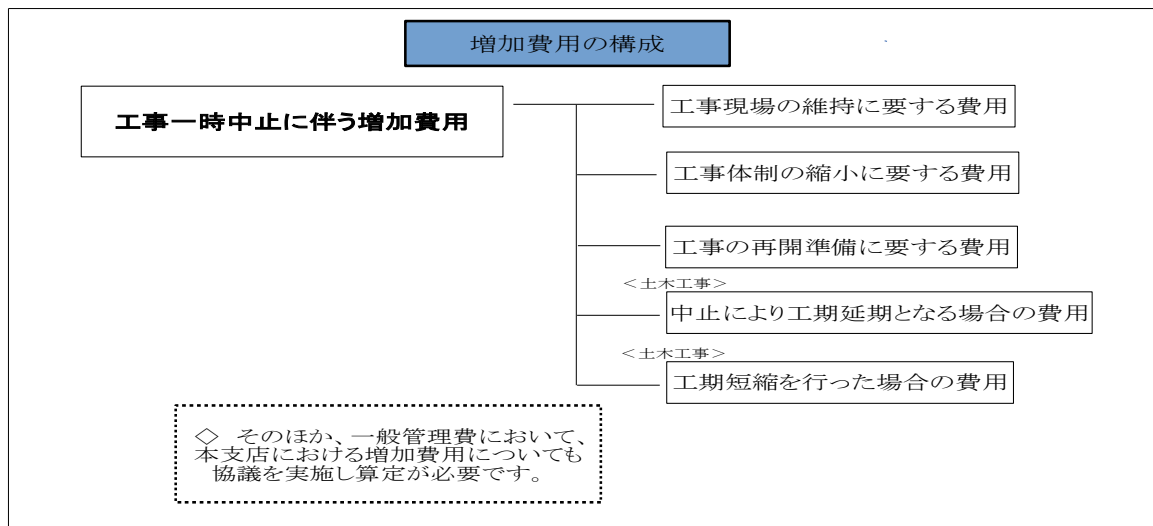 増加費用の構成
工事一時中止に伴う増加費用
工事現場の維持に要する費用
工事体制の縮小に要する費用
工事の再開準備に要する費用
＜土木工事＞
中止により工期延期となる場合の費用
＜土木工事＞
工期短縮を行った場合の費用
◇ そのほか、一般管理費において、
本支店における増加費用についても
協議を実施し算定が必要です。